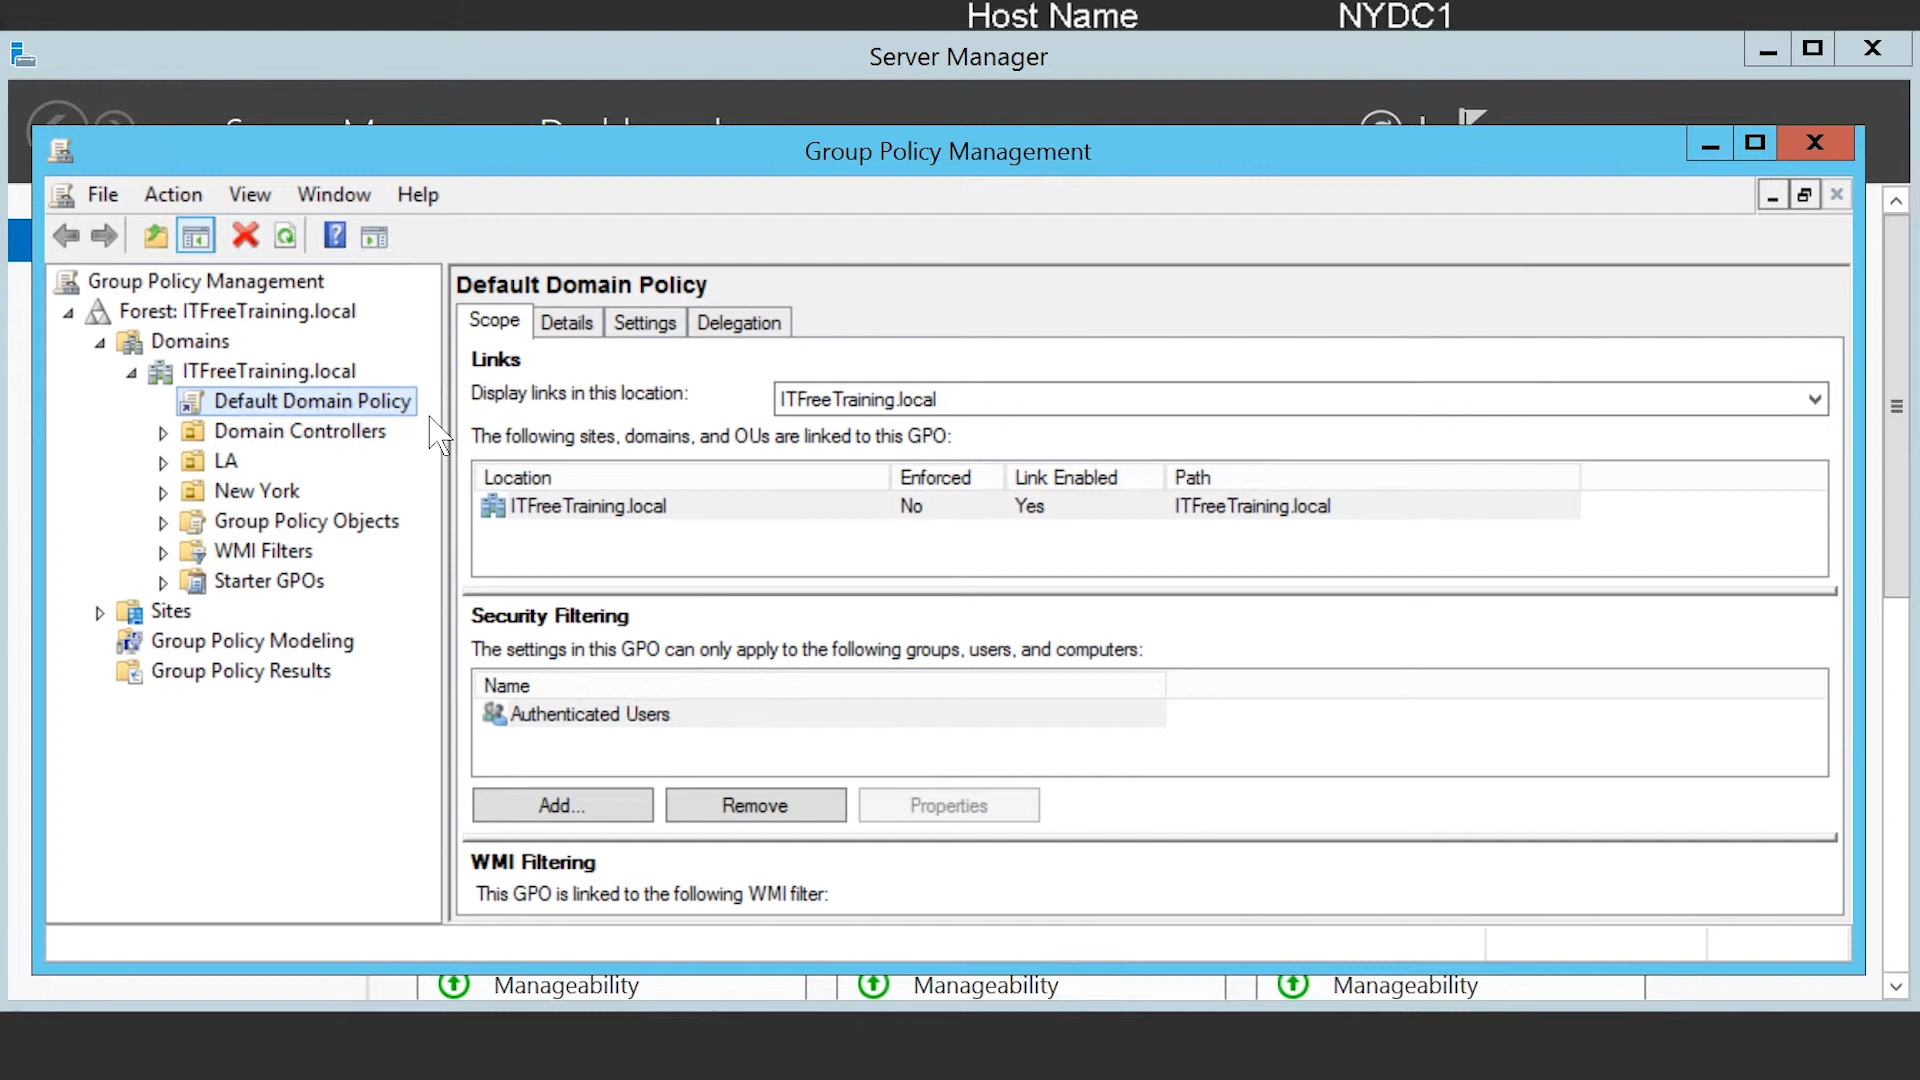 Host Name NYDC1
Server Manager
Group Policy Management
File Action View Window Help
Group Policy Management
Forest: ITFreeTraining.local
Domains
ITFreeTraining.local
Default Domain Policy
Domain Controllers
LA
New York
Group Policy Objects
WMI Filters
Starter GPOs
Sites
Group Policy Modeling
Group Policy Results
Default Domain Policy
Scope Details Settings Delegation
Links
Display links in this location: ITFreeTraining.local
The following sites, domains, and OUs are linked to this GPO:
Location Enforced Link Enabled Path
ITFreeTraining.local No Yes ITFreeTraining.local
Security Filtering
The settings in this GPO can only apply to the following groups, users, and computers:
Name
Authenticated Users
Add... Remove Properties
WMI Filtering
This GPO is linked to the following WMI filter:
Manageability Manageability Manageability